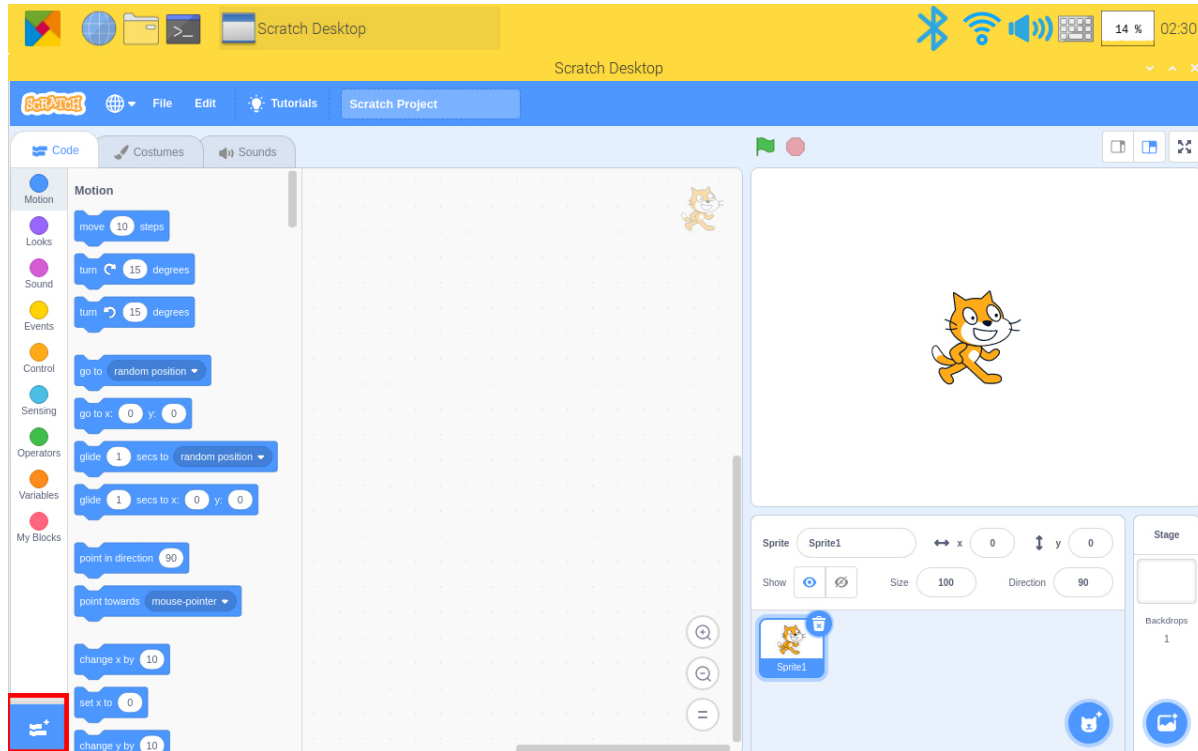 Scratch Desktop
14 %
02:30
Scratch Desktop
SCRATCH
File
Edit
Tutorials
Scratch Project
Code
Costumes
Sounds
Motion
Looks
Sound
Events
Control
Sensing
Operators
Variables
My Blocks
Motion
move 10 steps
turn 15 degrees
turn 15 degrees
go to random position
go to x: 0 y: 0
glide 1 secs to random position
glide 1 secs to x: 0 y: 0
point in direction 90
point towards mouse-pointer
change x by 10
set x to 0
change y by 10
Sprite Sprite1 x 0 y 0
Show Size 100 Direction 90
Sprite1
Stage
Backdrops
1